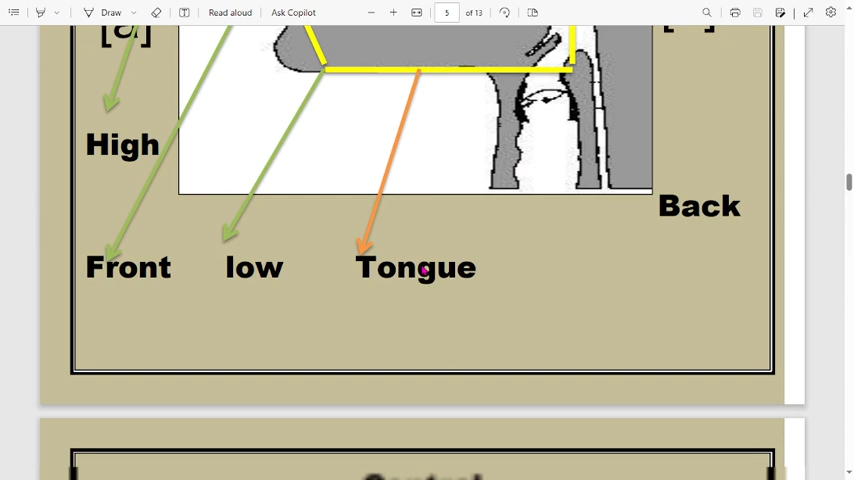 Draw
Read aloud
Ask Copilot
5 of 13
High
Back
Front low Tongue